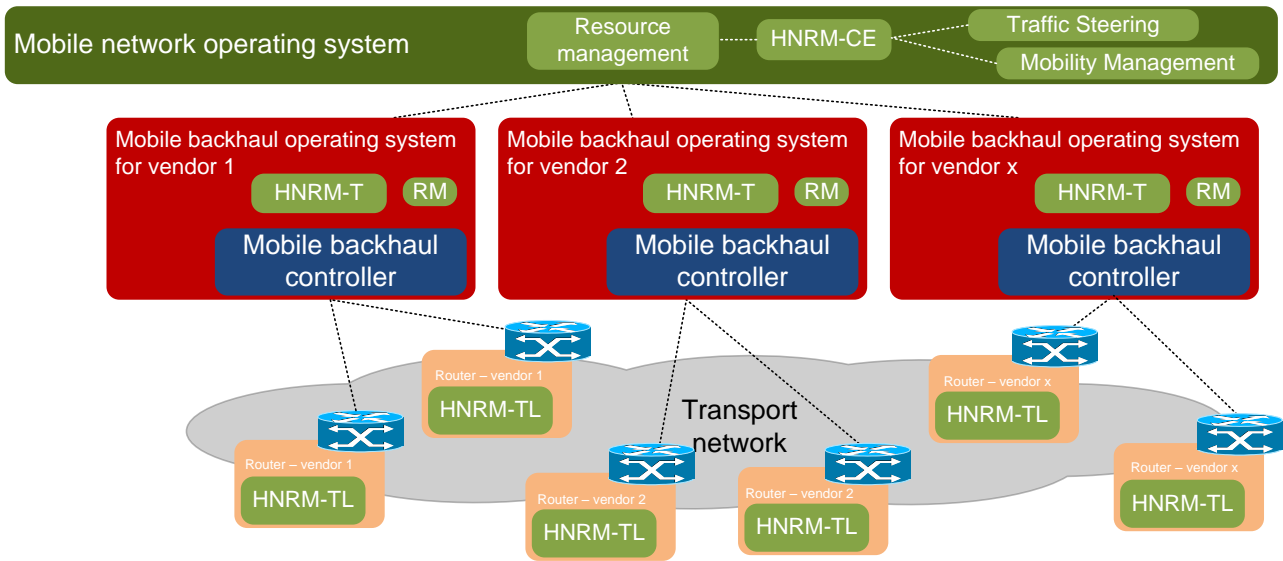 Mobile network operating system
Resource
management
HNRM-CE
Traffic Steering
Mobility Management
Mobile backhaul operating system
for vendor 1
HNRM-T
RM
Mobile backhaul
controller
Mobile backhaul operating system
for vendor 2
HNRM-T
RM
Mobile backhaul
controller
Mobile backhaul operating system
for vendor x
HNRM-T
RM
Mobile backhaul
controller
Router – vendor 1
HNRM-TL
Router – vendor x
HNRM-TL
Transport
network
Router – vendor 1
HNRM-TL
Router – vendor 2
HNRM-TL
Router – vendor 2
HNRM-TL
Router – vendor x
HNRM-TL